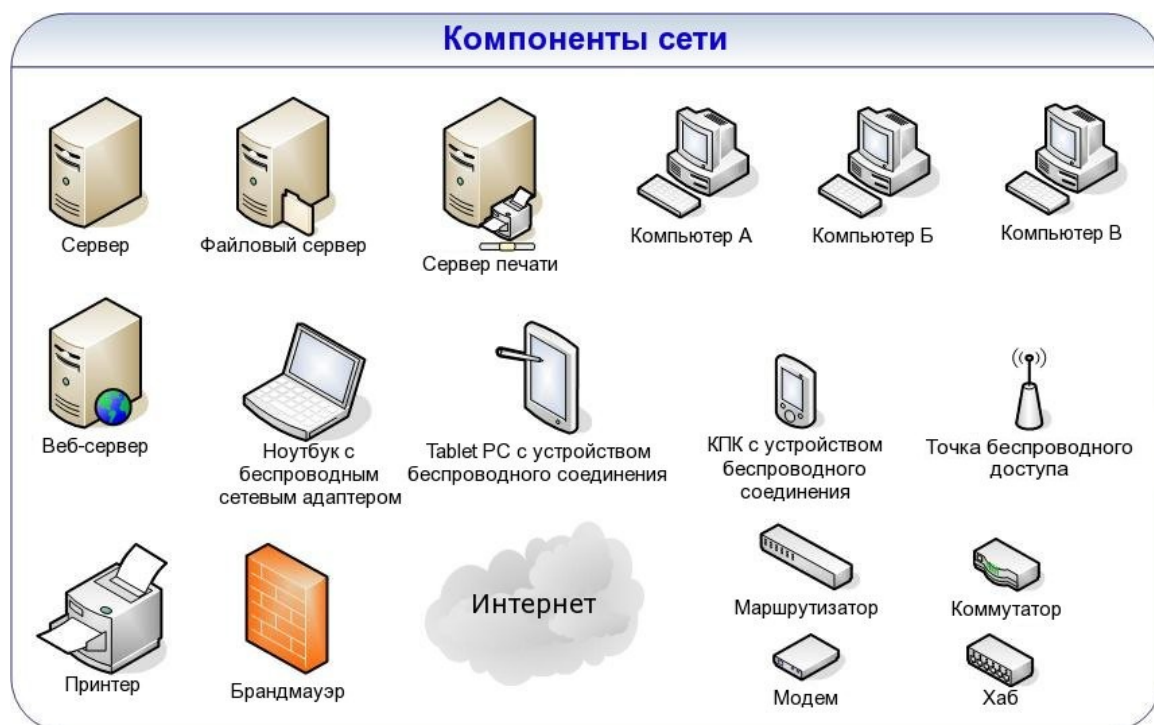 Компоненты сети
Сервер
Файловый сервер
Сервер печати
Компьютер А
Компьютер Б
Компьютер В
Веб-сервер
Ноутбук с
беспроводным
сетевым адаптером
Tablet PC с устройством
беспроводного соединения
КПК с устройством
беспроводного
соединения
Точка беспроводного
доступа
Принтер
Брандмауэр
Интернет
Маршрутизатор
Коммутатор
Модем
Хаб